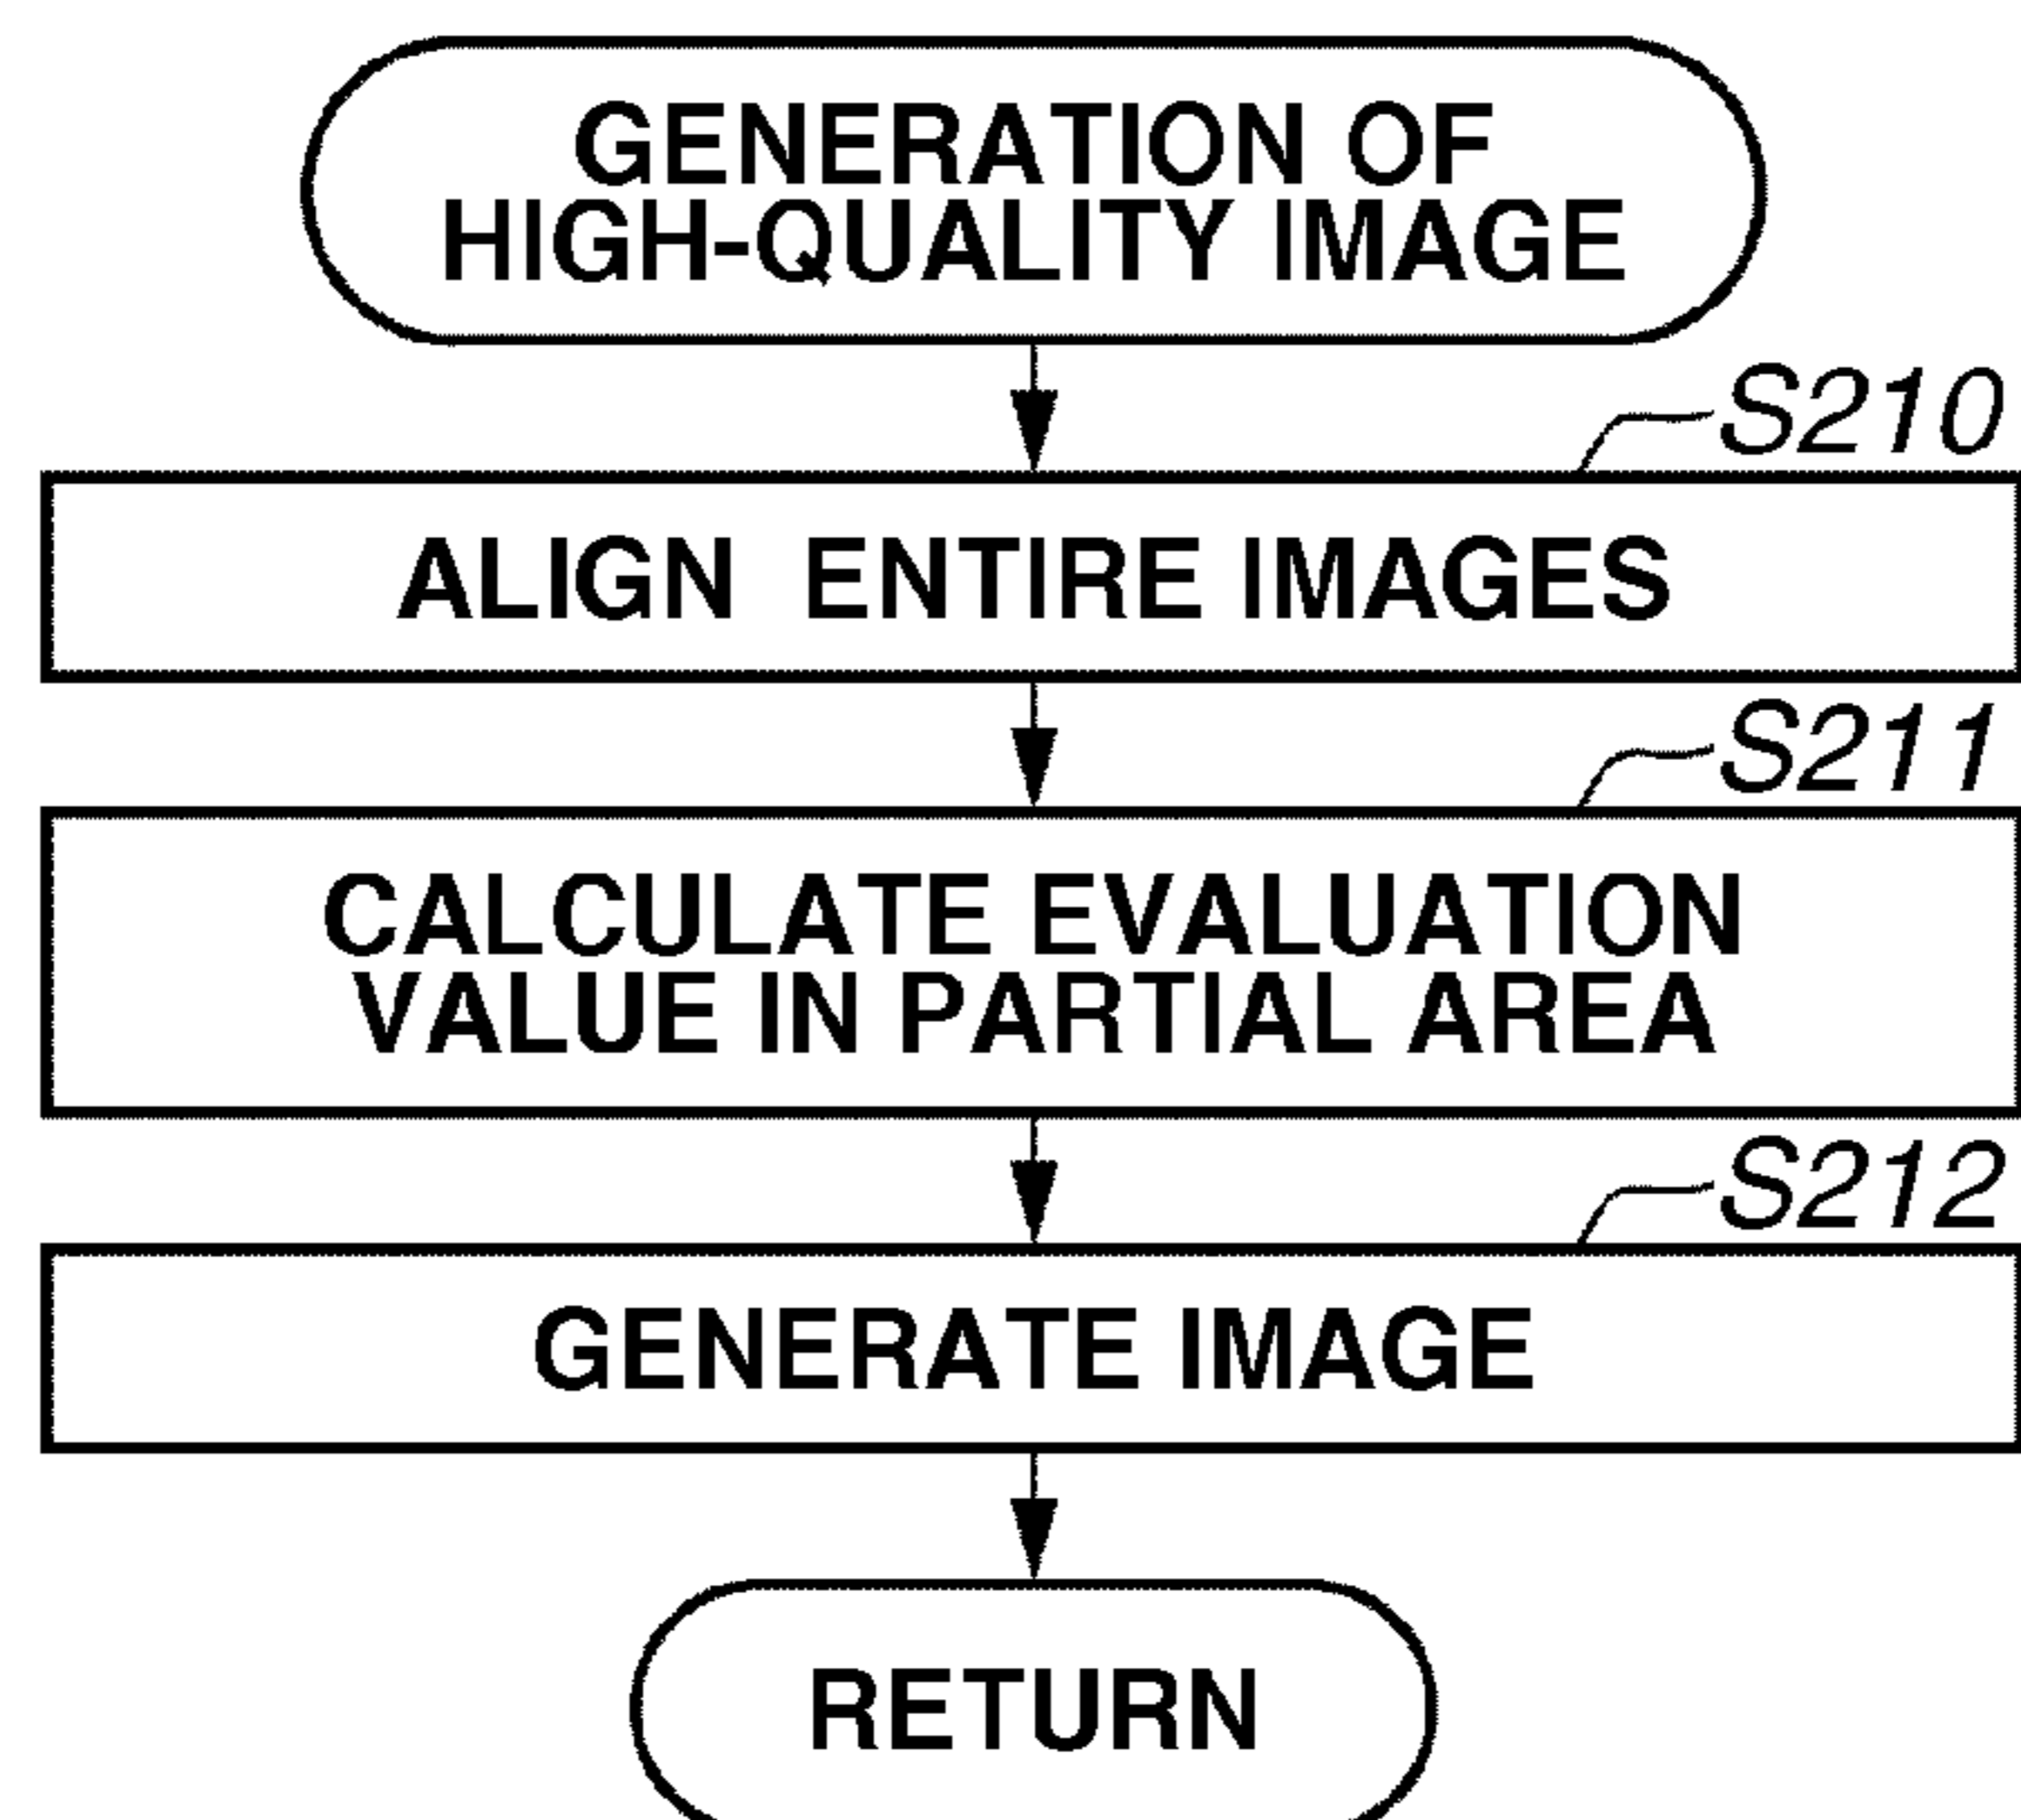 GENERATION OF
HIGH-QUALITY IMAGE
S210
ALIGN ENTIRE IMAGES
S211
CALCULATE EVALUATION
VALUE IN PARTIAL AREA
S212
GENERATE IMAGE
RETURN